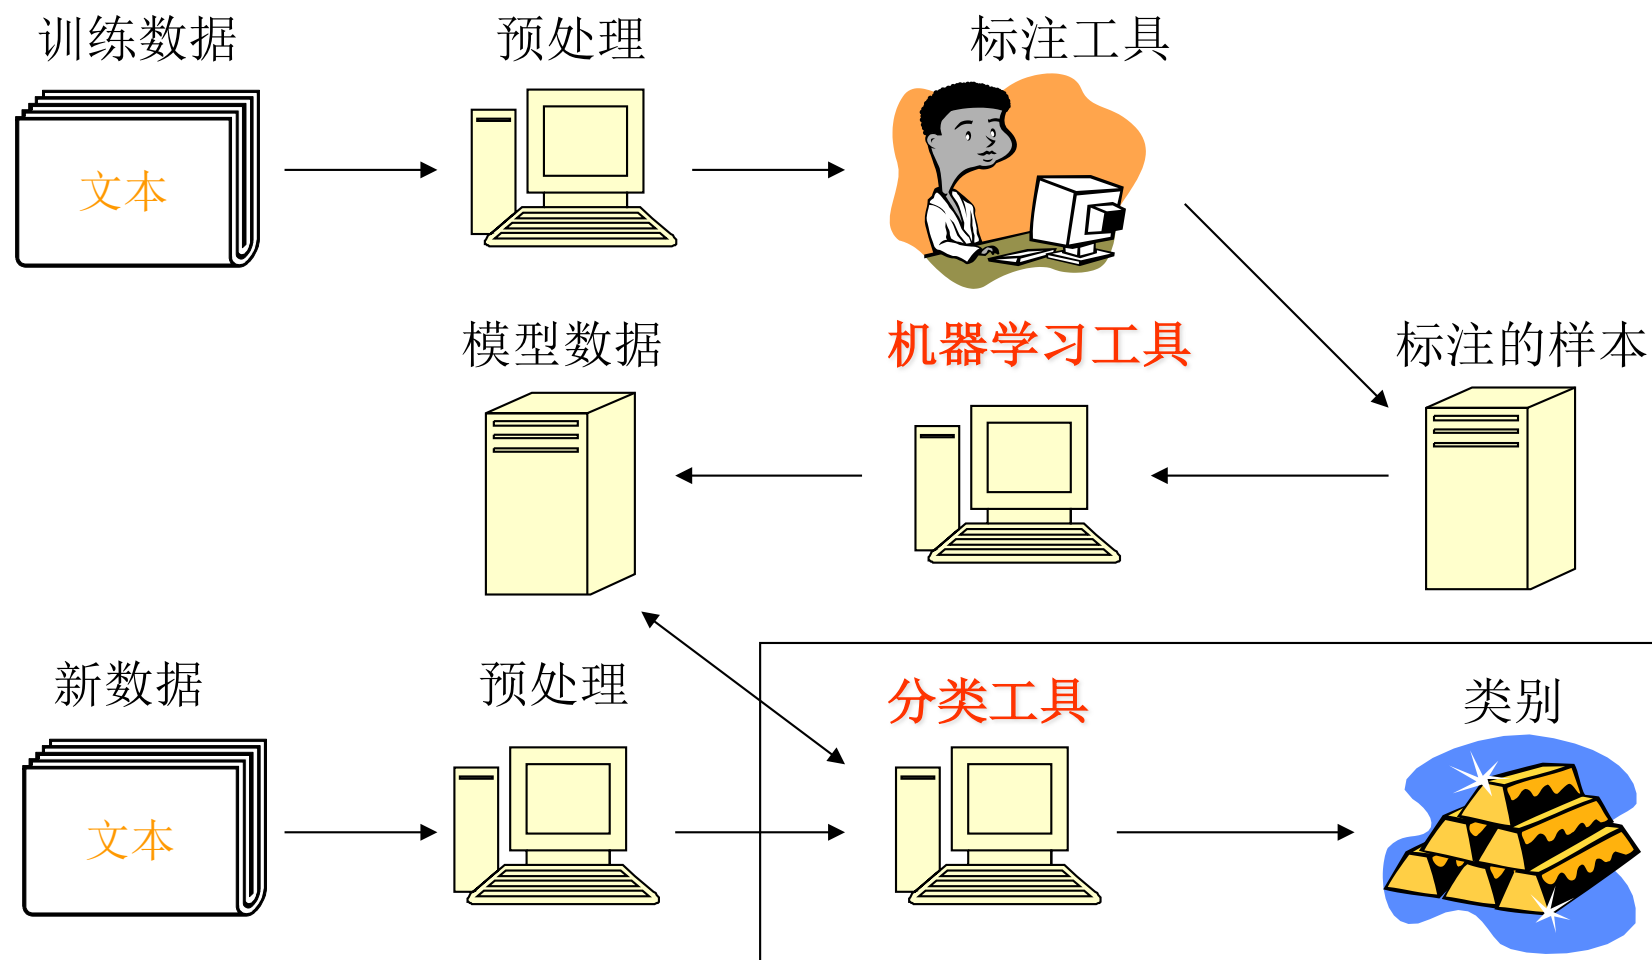 训练数据
预处理
标注工具
文本
模型数据
机器学习工具
标注的样本
新数据
预处理
分类工具
类别
文本